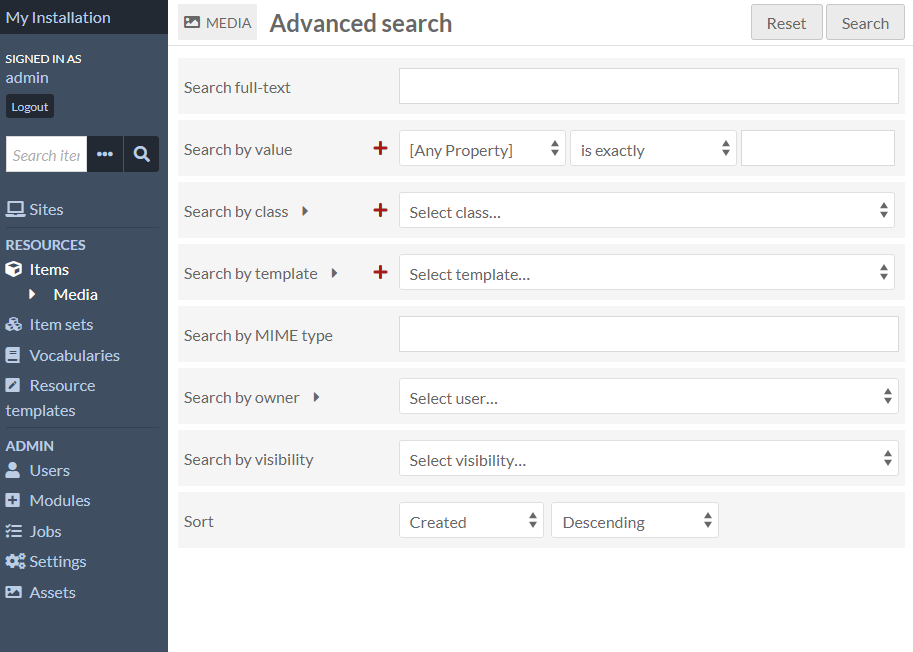 My Installation
SIGNED IN AS
admin
Logout
Search iter
Sites
RESOURCES
Items
Media
Item sets
Vocabularies
Resource
templates
ADMIN
Users
Modules
Jobs
Settings
Assets
MEDIA Advanced search Reset Search
Search full-text
Search by value [Any Property] is exactly
Search by class Select class...
Search by template Select template...
Search by MIME type
Search by owner Select user...
Search by visibility Select visibility...
Sort Created Descending